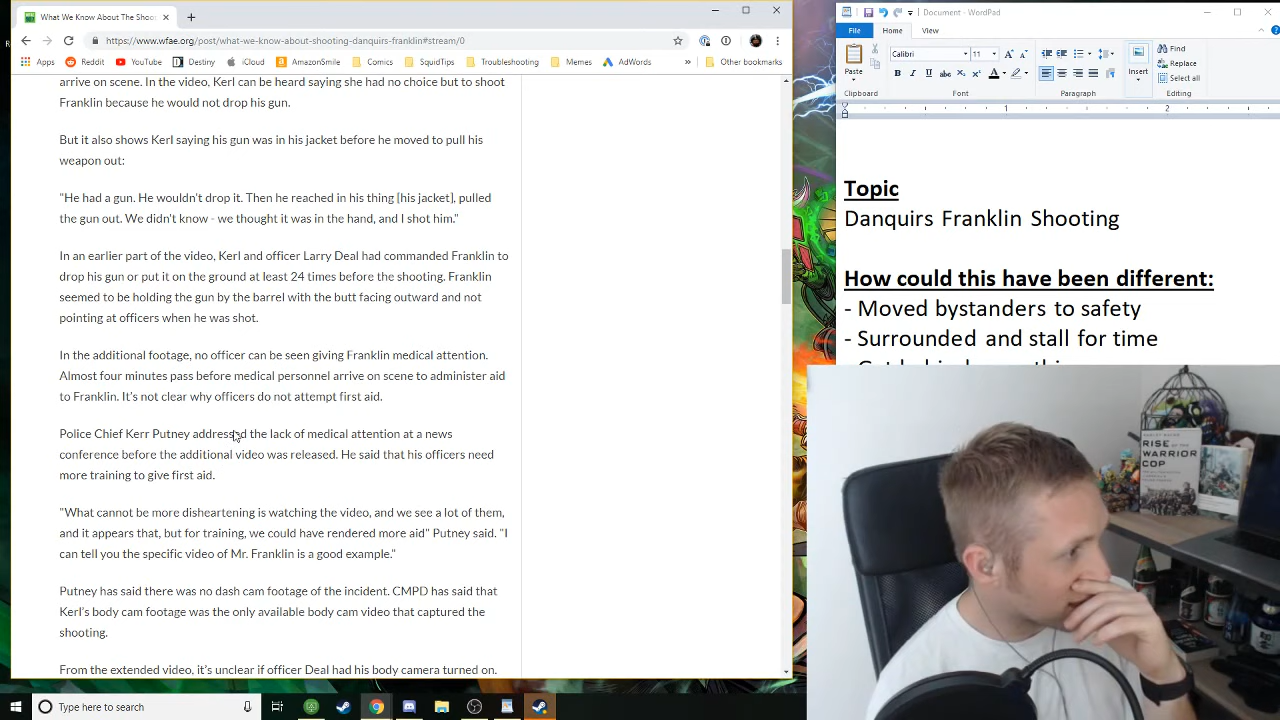 What We Know About The Shoot
https://www.wfae.org/post/what-we-know-about-shooting-danquirs-franklin#stream/0
Apps
Reddit
YouTube
Destiny
iCloud
AmazonSmile
Comics
SquidTips
Troubleshooting
Memes
AdWords
»
Other bookmarks
arrive on scene. In the video, Kerl can be heard saying she had no choice but to shoot
Franklin because he would not drop his gun.
But it also shows Kerl saying his gun was in his jacket before he moved to pull his
weapon out:
"He had a gun. He wouldn't drop it. Then he reached in his thing [his jacket], pulled
the gun out. We didn't know - we thought it was in the hand, and I shot him."
In an earlier part of the video, Kerl and officer Larry Deal had commanded Franklin to
drop his gun or put it on the ground at least 24 times before the shooting. Franklin
seemed to be holding the gun by the barrel with the butt facing outward and not
pointing at officers when he was shot.
In the additional footage, no officer can be seen giving Franklin medical attention.
Almost four minutes pass before medical personnel arrive on scene to administer aid
to Franklin. It's not clear why officers do not attempt first aid.
Police Chief Kerr Putney addressed the lack of medical attention at a news
conference before the additional video was released. He said that his officers need
more training to give first aid.
"What cannot be more disheartening is watching the video, and we see a lot of them,
and it appears that, but for training, we could have rendered more aid" Putney said. "I
can tell you the specific video of Mr. Franklin is a good example."
Putney has said there was no dash cam footage of the incident. CMPD has said that
Kerl's body cam footage was the only available body cam video that captured the
shooting.
From the extended video, it's unclear if officer Deal had his body camera turned on.
Type here to search
Document - WordPad
File
Home
View
Paste
Calibri
11
Insert
Find
Replace
Select all
Clipboard
Font
Paragraph
Editing
1
2
Topic
Danquirs Franklin Shooting
How could this have been different:
- Moved bystanders to safety
- Surrounded and stall for time
RISE OF THE
WARRIOR
COP